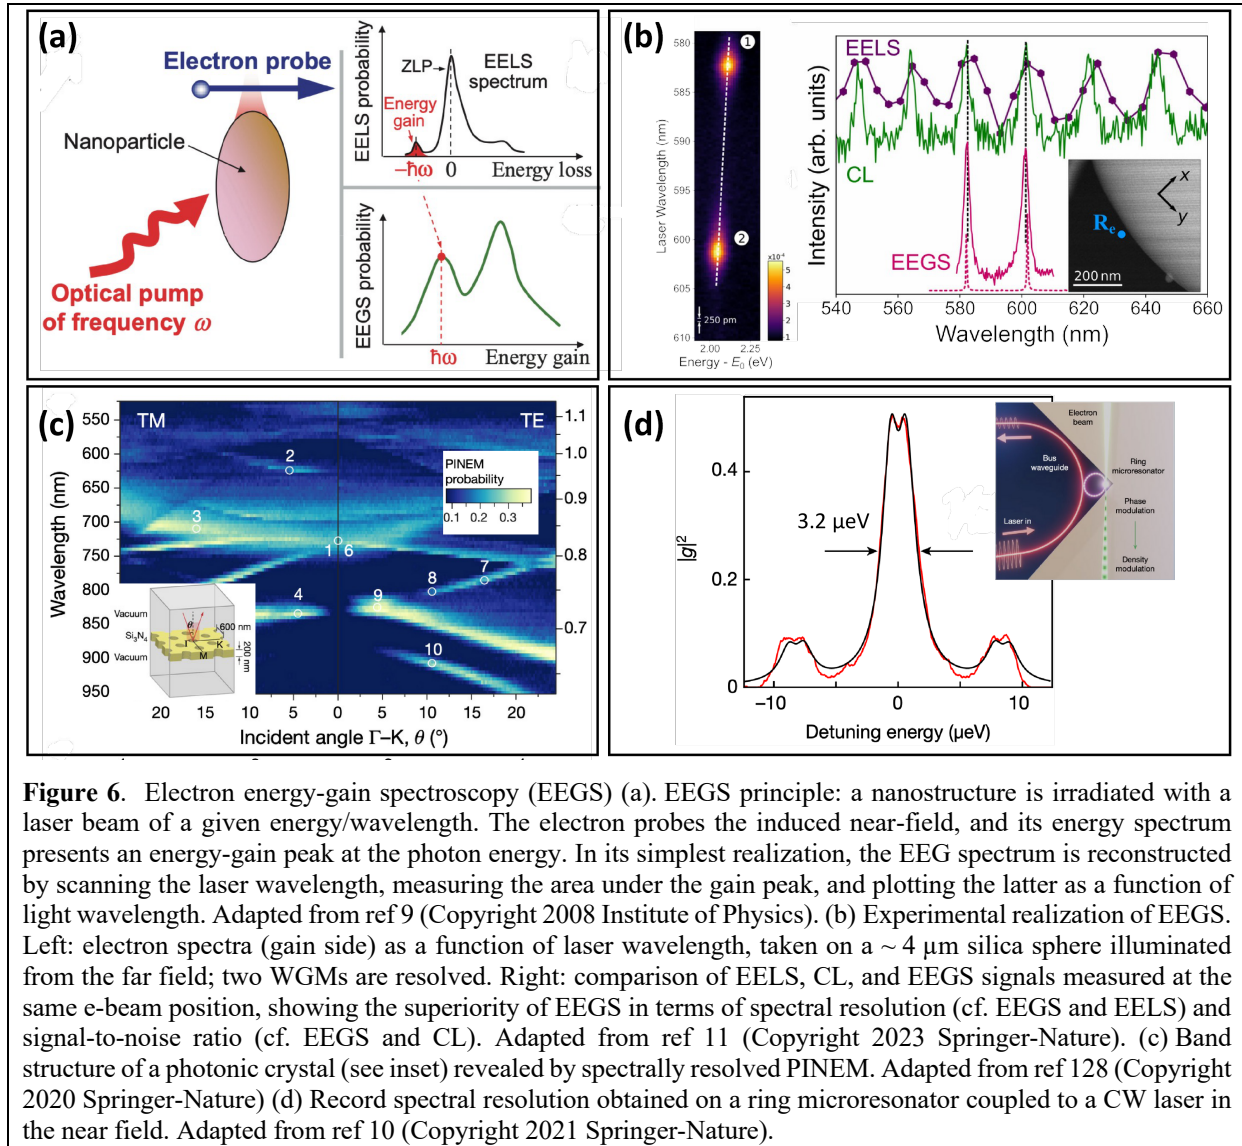 (a)
Electron probe
Nanoparticle
Optical pump
of frequency ω
EELS probability
ZLP
EELS
spectrum
Energy
gain
−ħω
0
Energy loss
EEGS probability
ħω
Energy gain
(b)
Laser Wavelength (nm)
580
585
590
595
600
605
610
1
2
250 pm
x10⁻⁴
5
4
3
2
1
2.00
2.25
Energy - E₀ (eV)
Intensity (arb. units)
EELS
CL
EEGS
x
y
Rₑ
200 nm
540
560
580
600
620
640
660
Wavelength (nm)
(c)
TM
TE
Wavelength (nm)
550
600
650
700
750
800
850
900
950
1.1
1.0
0.9
0.8
0.7
PINEM
probability
0.1
0.2
0.3
2
3
1
6
7
8
4
9
10
Vacuum
Si₃N₄
Vacuum
θ
600 nm
Γ
K
M
200 nm
20
15
10
5
0
5
10
15
20
Incident angle Γ–K, θ (°)
(d)
|g|²
0.4
0.2
0
3.2 µeV
−10
0
10
Detuning energy (µeV)
Electron
beam
Bus
waveguide
Ring
microresonator
Phase
modulation
Laser in
Density
modulation
Figure 6. Electron energy-gain spectroscopy (EEGS) (a). EEGS principle: a nanostructure is irradiated with a
laser beam of a given energy/wavelength. The electron probes the induced near-field, and its energy spectrum
presents an energy-gain peak at the photon energy. In its simplest realization, the EEG spectrum is reconstructed
by scanning the laser wavelength, measuring the area under the gain peak, and plotting the latter as a function of
light wavelength. Adapted from ref 9 (Copyright 2008 Institute of Physics). (b) Experimental realization of EEGS.
Left: electron spectra (gain side) as a function of laser wavelength, taken on a ~ 4 µm silica sphere illuminated
from the far field; two WGMs are resolved. Right: comparison of EELS, CL, and EEGS signals measured at the
same e-beam position, showing the superiority of EEGS in terms of spectral resolution (cf. EEGS and EELS) and
signal-to-noise ratio (cf. EEGS and CL). Adapted from ref 11 (Copyright 2023 Springer-Nature). (c) Band
structure of a photonic crystal (see inset) revealed by spectrally resolved PINEM. Adapted from ref 128 (Copyright
2020 Springer-Nature) (d) Record spectral resolution obtained on a ring microresonator coupled to a CW laser in
the near field. Adapted from ref 10 (Copyright 2021 Springer-Nature).